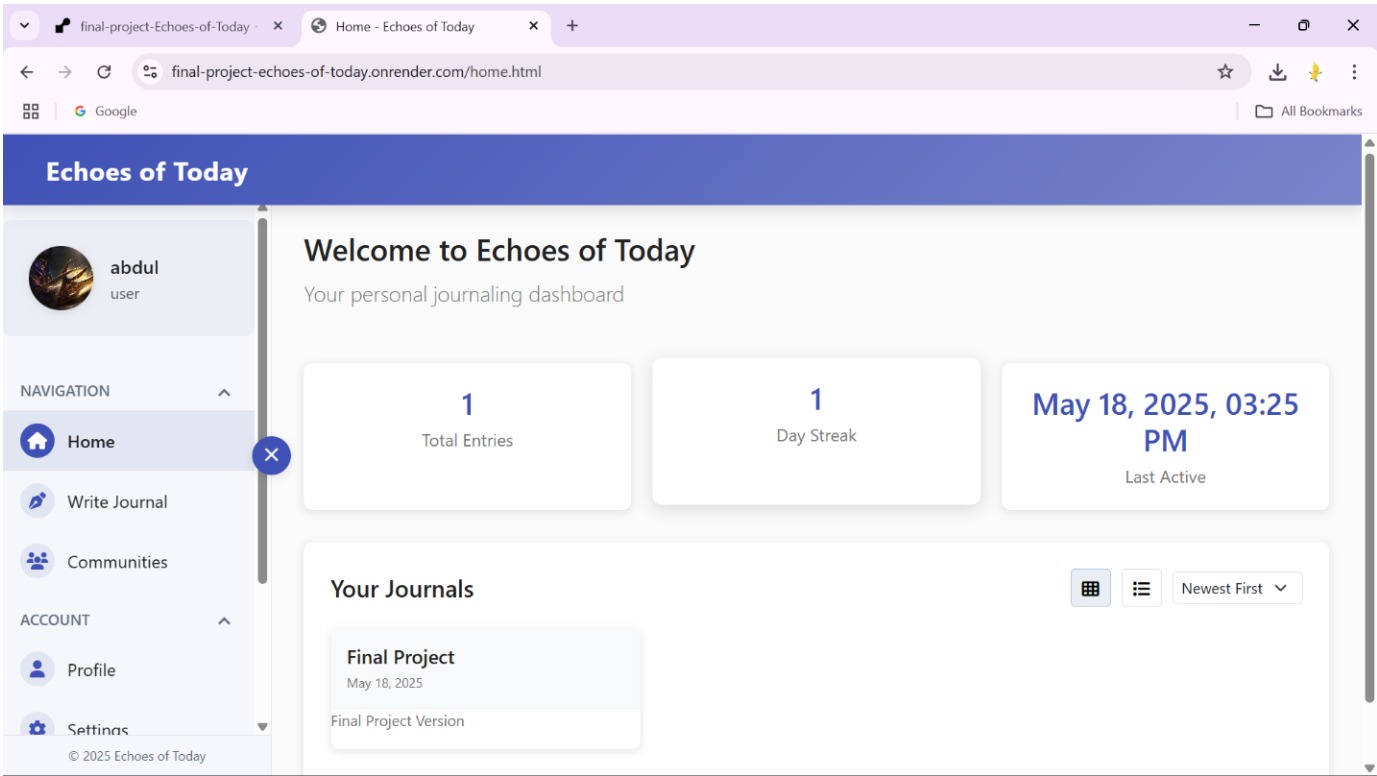 final-project-Echoes-of-Today -
Home - Echoes of Today
final-project-echoes-of-today.onrender.com/home.html
Google
All Bookmarks
Echoes of Today
abdul
user
NAVIGATION
Home
Write Journal
Communities
ACCOUNT
Profile
Settings
© 2025 Echoes of Today
Welcome to Echoes of Today
Your personal journaling dashboard
1
Total Entries
1
Day Streak
May 18, 2025, 03:25
PM
Last Active
Your Journals
Newest First
Final Project
May 18, 2025
Final Project Version